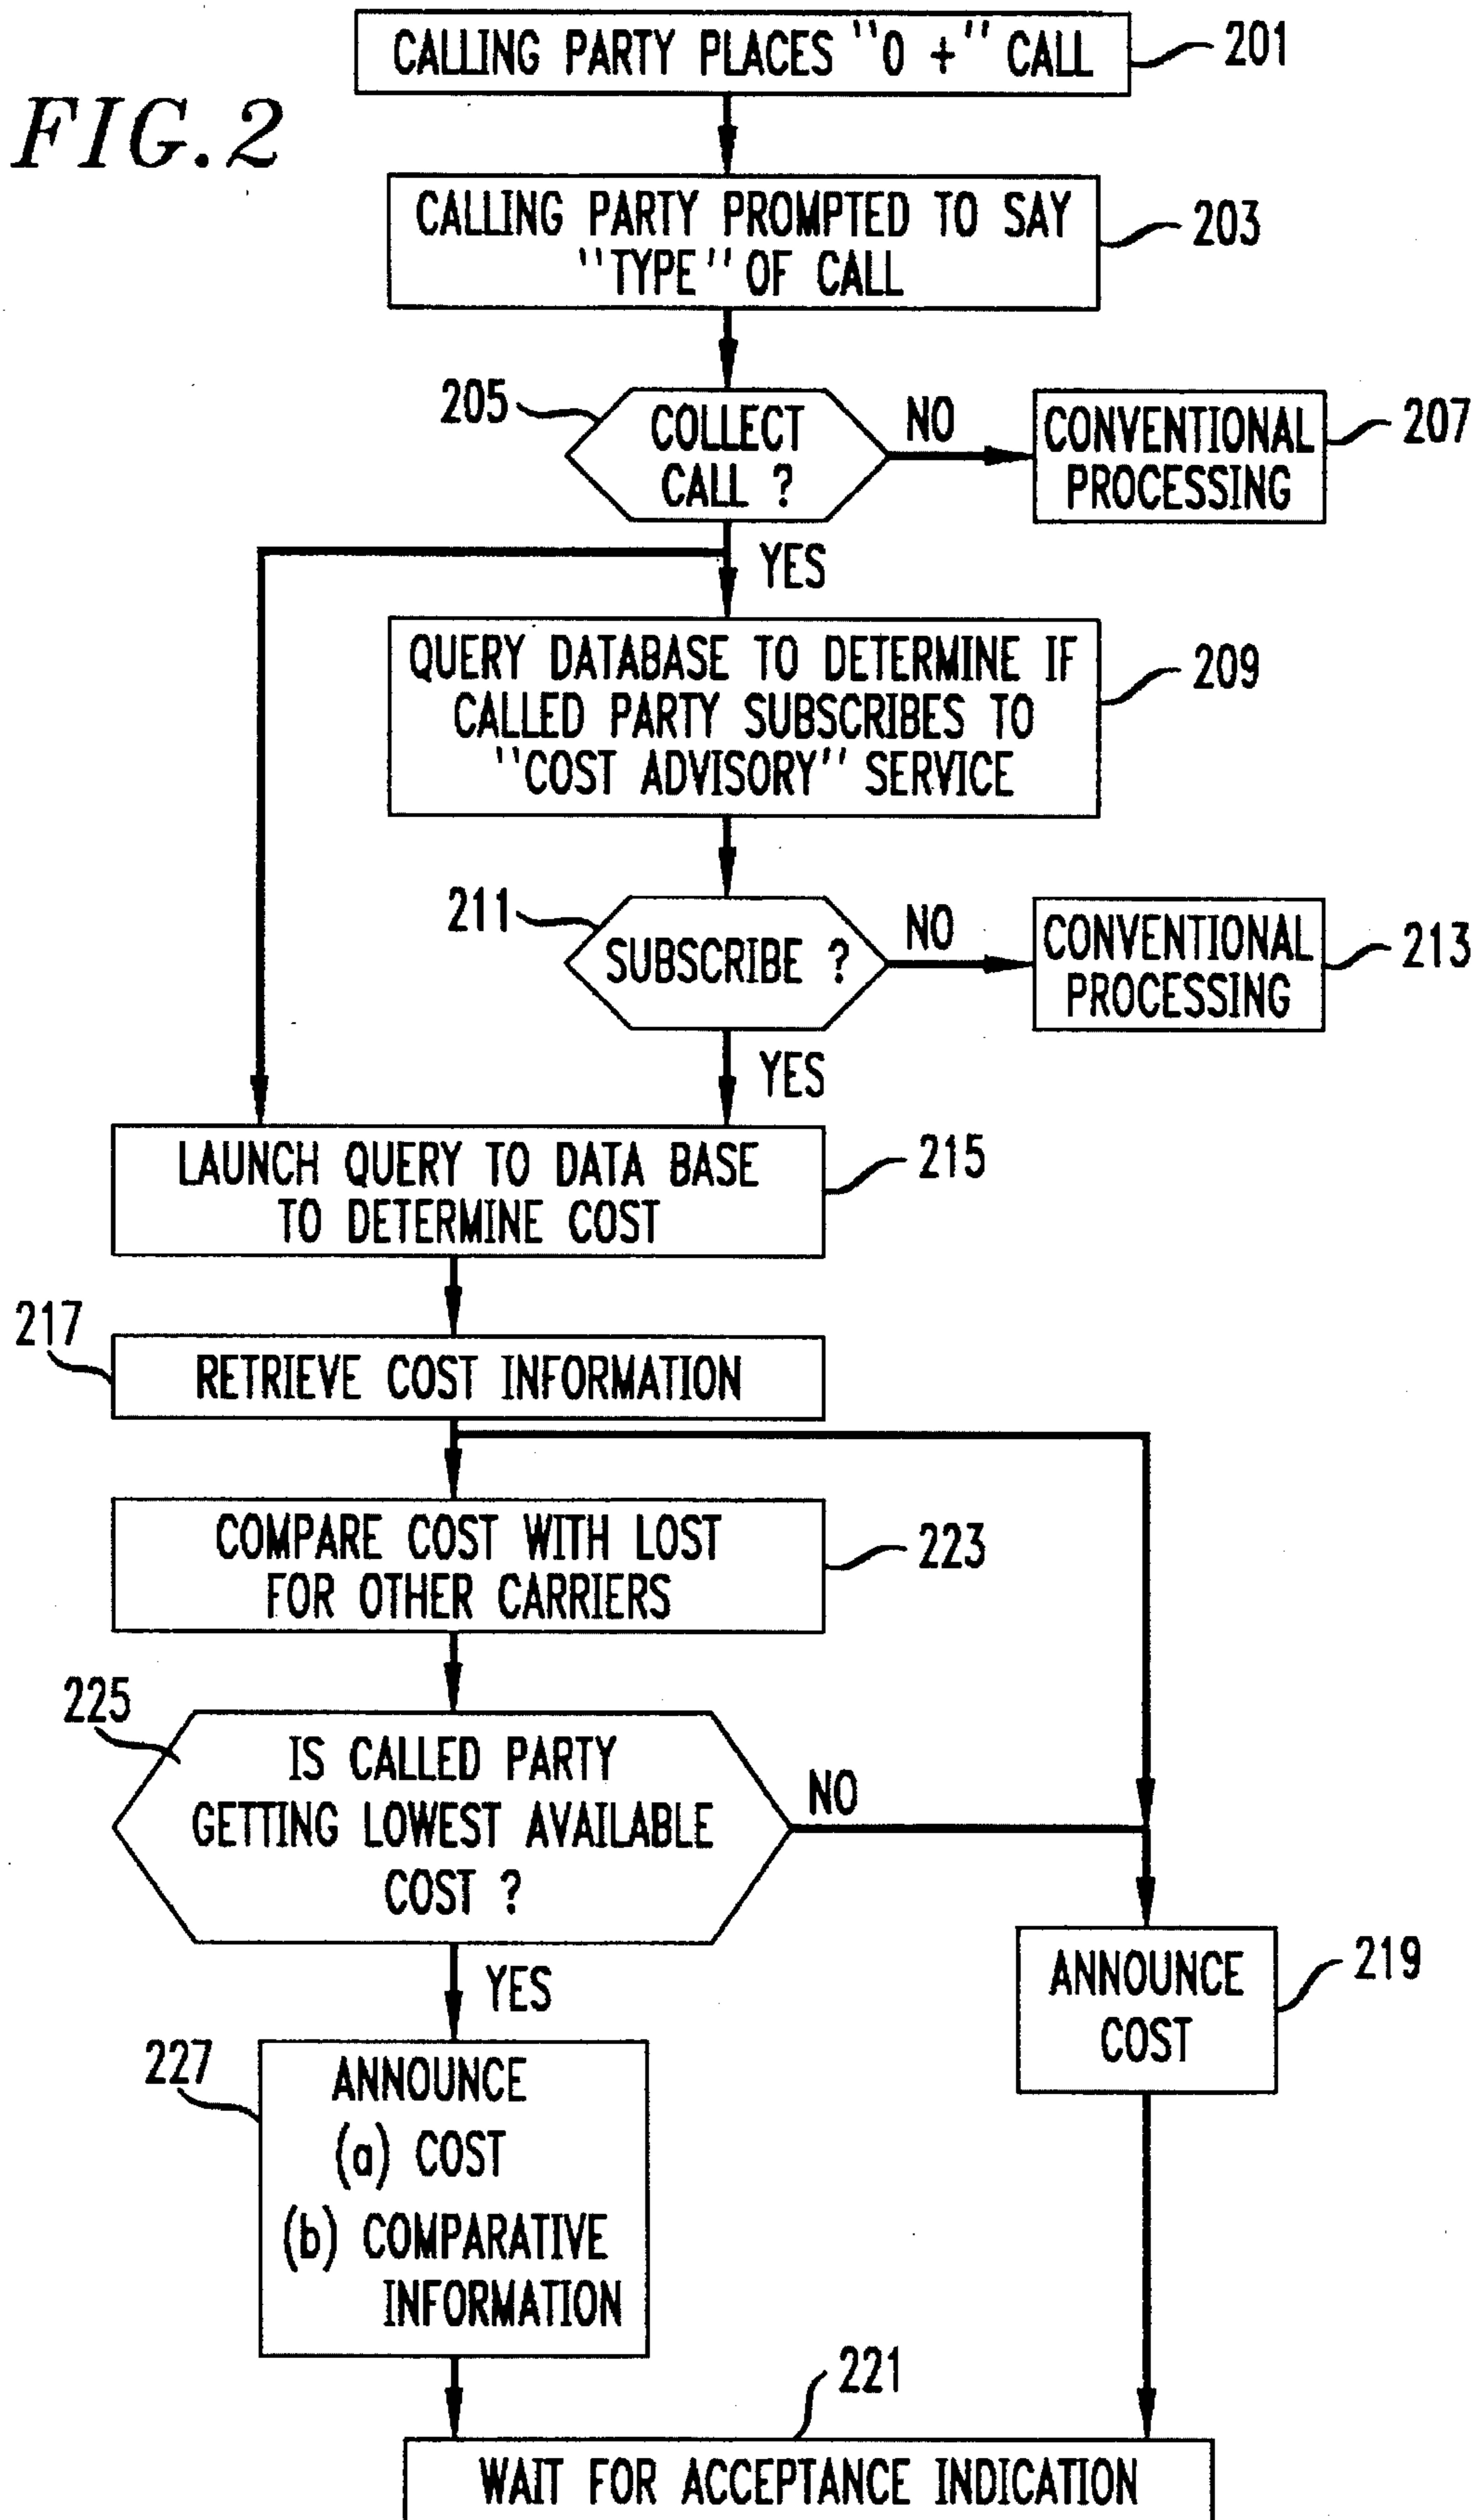 CALLING PARTY PLACES "0 +" CALL
201
FIG. 2
CALLING PARTY PROMPTED TO SAY
"TYPE" OF CALL
203
205
COLLECT
CALL ?
NO
CONVENTIONAL
PROCESSING
207
YES
QUERY DATABASE TO DETERMINE IF
CALLED PARTY SUBSCRIBES TO
"COST ADVISORY" SERVICE
209
211
SUBSCRIBE ?
NO
CONVENTIONAL
PROCESSING
213
YES
LAUNCH QUERY TO DATA BASE
TO DETERMINE COST
215
217
RETRIEVE COST INFORMATION
COMPARE COST WITH LOST
FOR OTHER CARRIERS
223
225
IS CALLED PARTY
GETTING LOWEST AVAILABLE
COST ?
NO
YES
ANNOUNCE
COST
219
227
ANNOUNCE
(a) COST
(b) COMPARATIVE
INFORMATION
221
WAIT FOR ACCEPTANCE INDICATION